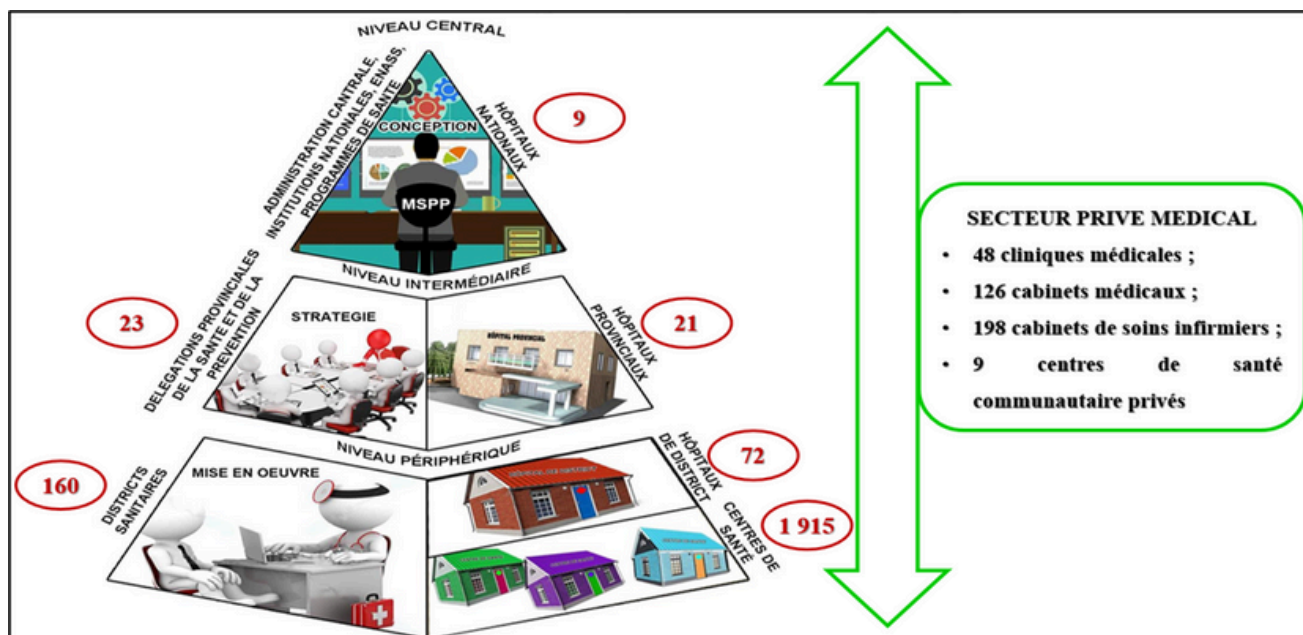 NIVEAU CENTRAL
ADMINISTRATION CANTRALE,
INSTITUTIONS NATIONALES, ENASS,
PROGRAMMES DE SANTE
CONCEPTION
MSPP
HÔPITAUX
NATIONAUX
9
NIVEAU INTERMÉDIAIRE
23
DELEGATIONS PROVINCIALES
DE LA SANTE ET DE LA
PREVENTION
STRATEGIE
HÔPITAL PROVINCIAL
HÔPITAUX
PROVINCIAUX
21
NIVEAU PÉRIPHÉRIQUE
160
DISTRICTS
SANITAIRES
MISE EN OEUVRE
HÔPITAUX
DE DISTRICT
72
CENTRES DE
SANTÉ
1 915
SECTEUR PRIVE MEDICAL
• 48 cliniques médicales ;
• 126 cabinets médicaux ;
• 198 cabinets de soins infirmiers ;
• 9 centres de santé
communautaire privés